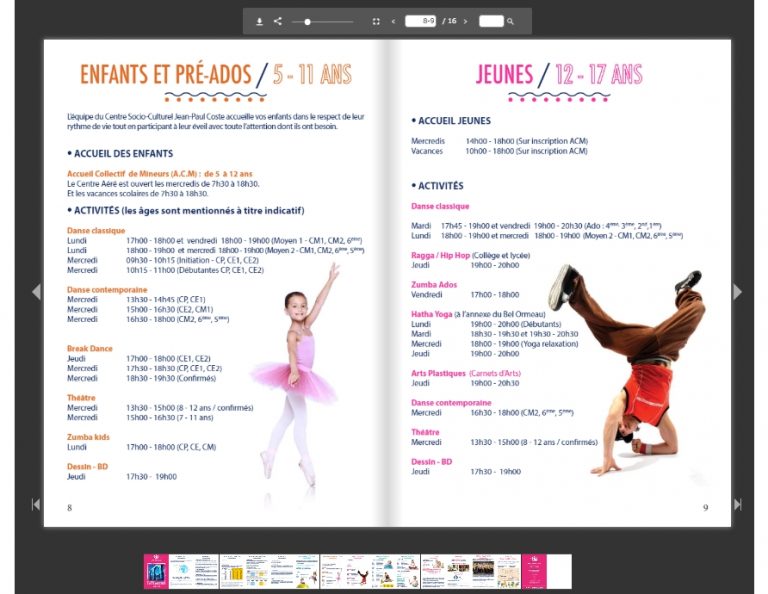 8-9 / 16
ENFANTS ET PRÉ-ADOS / 5 - 11 ANS
L'équipe du Centre Socio-Culturel Jean-Paul Coste accueille vos enfants dans le respect de leur
rythme de vie tout en participant à leur éveil avec toute l'attention dont ils ont besoin.
• ACCUEIL DES ENFANTS
Accueil Collectif de Mineurs (A.C.M) : de 5 à 12 ans
Le Centre Aéré est ouvert les mercredis de 7h30 à 18h30.
Et les vacances scolaires de 7h30 à 18h30.
• ACTIVITÉS (les âges sont mentionnés à titre indicatif)
Danse classique
Lundi 17h00 - 18h00 et vendredi 18h00 - 19h00 (Moyen 1 - CM1, CM2, 6ème)
Lundi 18h00 - 19h00 et mercredi 18h00 - 19h00 (Moyen 2 - CM1, CM2, 6ème, 5ème)
Mercredi 09h30 - 10h15 (Initiation - CP, CE1, CE2)
Mercredi 10h15 - 11h00 (Débutantes CP, CE1, CE2)
Danse contemporaine
Mercredi 13h30 - 14h45 (CP, CE1)
Mercredi 15h00 - 16h30 (CE2, CM1)
Mercredi 16h30 - 18h00 (CM2, 6ème, 5ème)
Break Dance
Jeudi 17h00 - 18h00 (CE1, CE2)
Mercredi 17h30 - 18h30 (CP, CE1, CE2)
Mercredi 18h30 - 19h30 (Confirmés)
Théâtre
Mercredi 13h30 - 15h00 (8 - 12 ans / confirmés)
Mercredi 15h00 - 16h30 (7 - 11 ans)
Zumba kids
Lundi 17h00 - 18h00 (CP, CE, CM)
Dessin - BD
Jeudi 17h30 - 19h00
8
JEUNES / 12 - 17 ANS
• ACCUEIL JEUNES
Mercredis 14h00 - 18h00 (Sur inscription ACM)
Vacances 10h00 - 18h00 (Sur inscription ACM)
• ACTIVITÉS
Danse classique
Mardi 17h45 - 19h00 et vendredi 19h00 - 20h30 (Ado : 4ème, 3ème, 2nd, 1ère)
Lundi 18h00 - 19h00 et mercredi 18h00 - 19h00 (Moyen 2 - CM1, CM2, 6ème, 5ème)
Ragga / Hip Hop (Collège et lycée)
Jeudi 19h00 - 20h00
Zumba Ados
Vendredi 17h00 - 18h00
Hatha Yoga (à l'annexe du Bel Ormeau)
Lundi 19h00 - 20h00 (Débutants)
Mardi 18h30 - 19h30 et 19h30 - 20h30
Mercredi 18h00 - 19h00 (Yoga relaxation)
Jeudi 19h00 - 20h00
Arts Plastiques (Carnets d'Arts)
Jeudi 19h00 - 20h30
Danse contemporaine
Mercredi 16h30 - 18h00 (CM2, 6ème, 5ème)
Théâtre
Mercredi 13h30 - 15h00 (8 - 12 ans / confirmés)
Dessin - BD
Jeudi 17h30 - 19h00
9